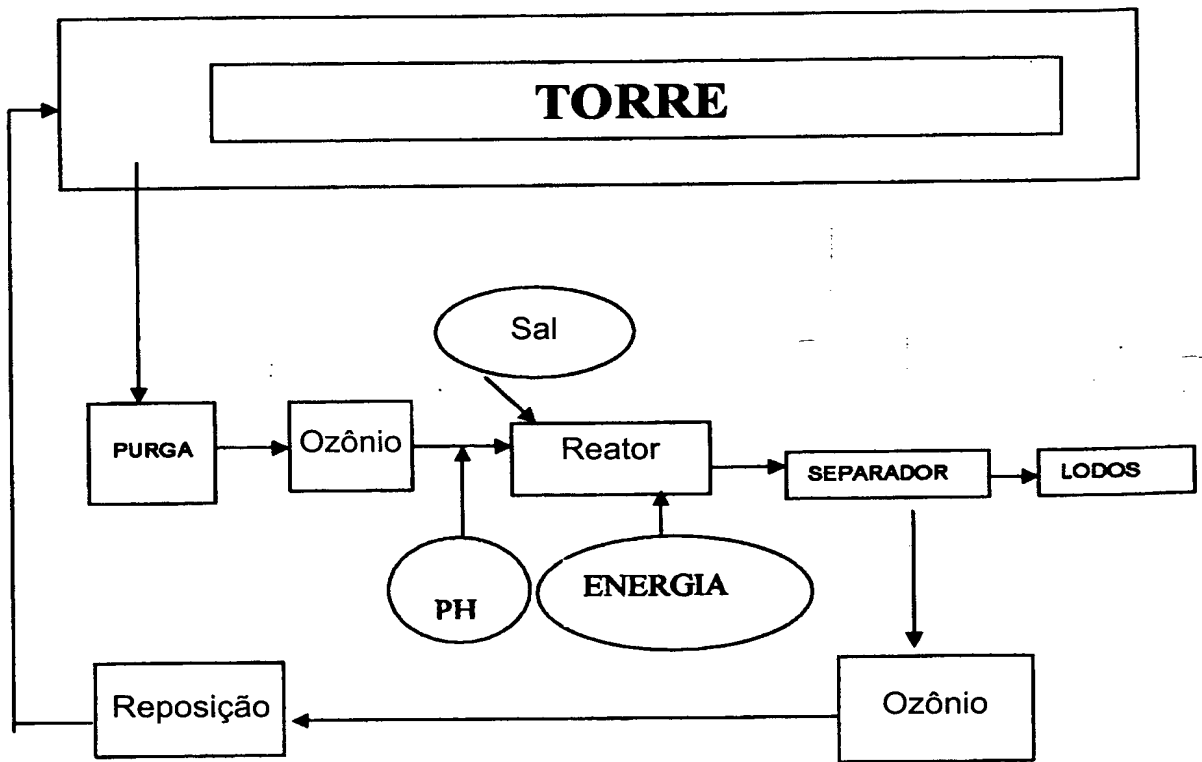 TORRE
Sal
PURGA
Ozônio
Reator
SEPARADOR
LODOS
PH
ENERGIA
Reposição
Ozônio